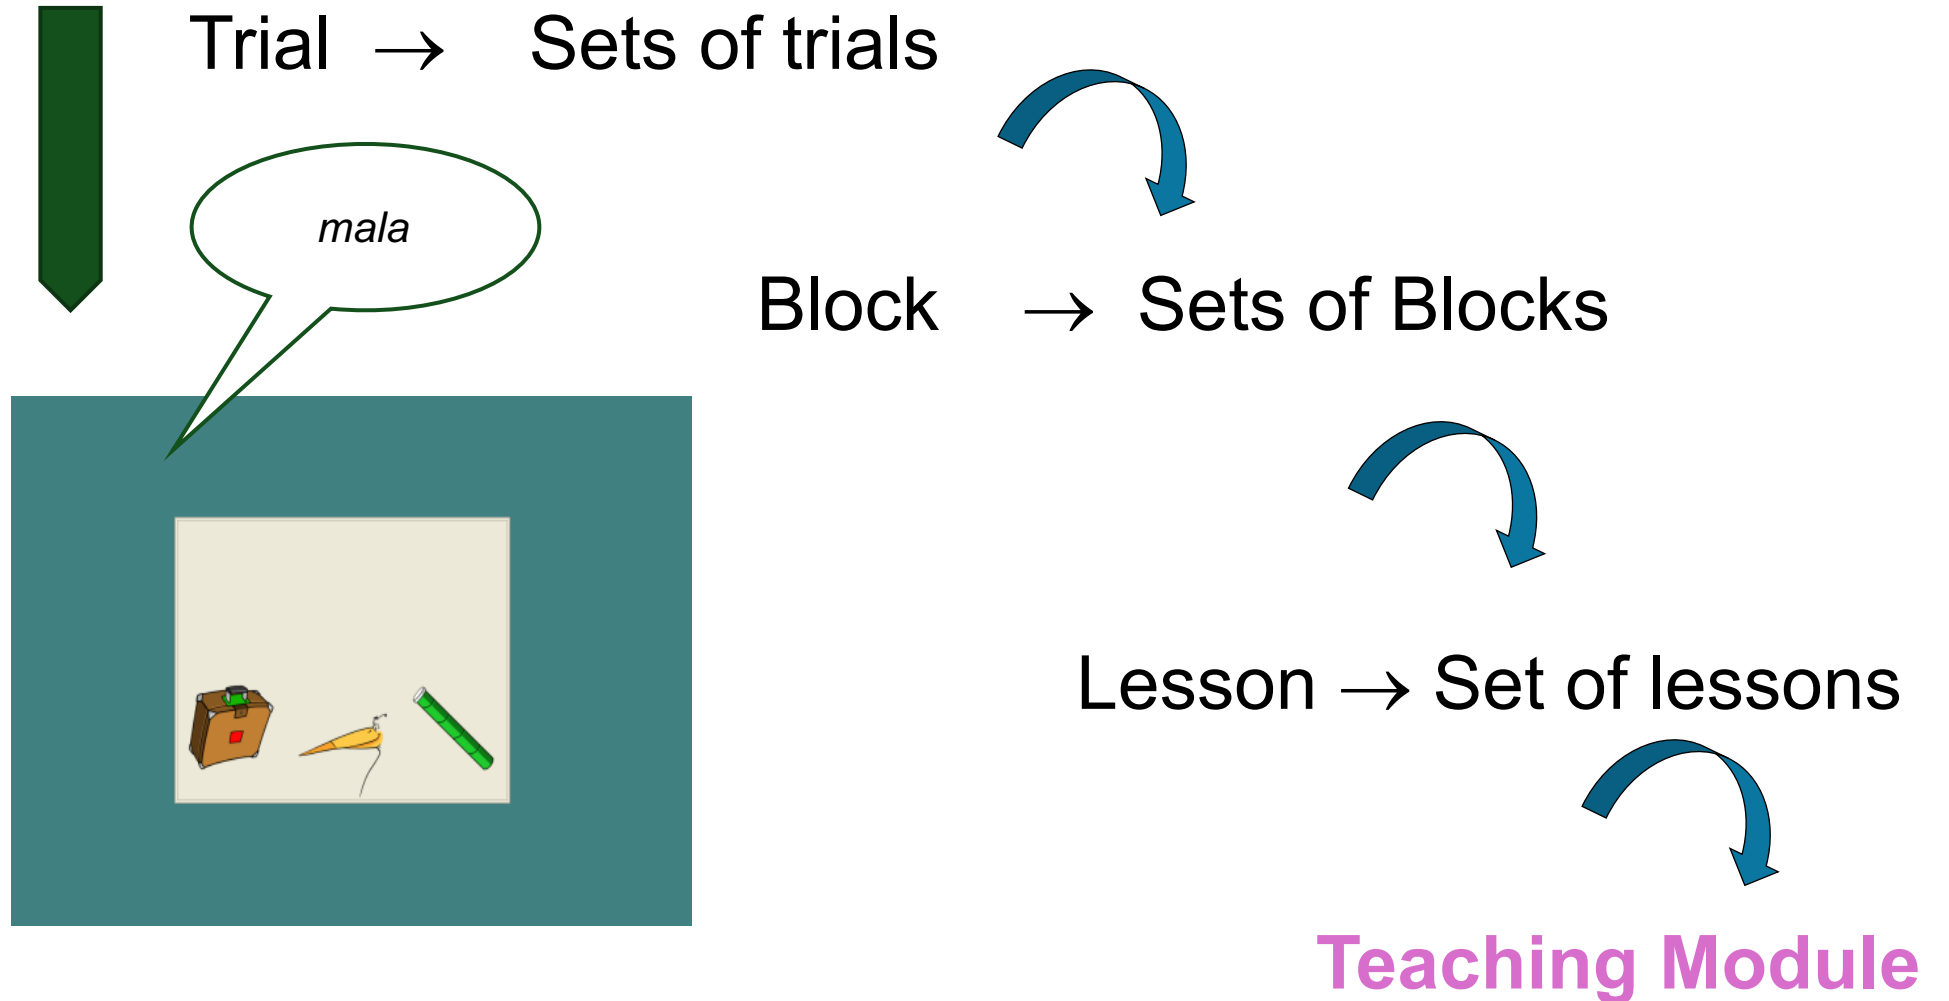 Trial → Sets of trials
mala
Block → Sets of Blocks
Lesson → Set of lessons
Teaching Module